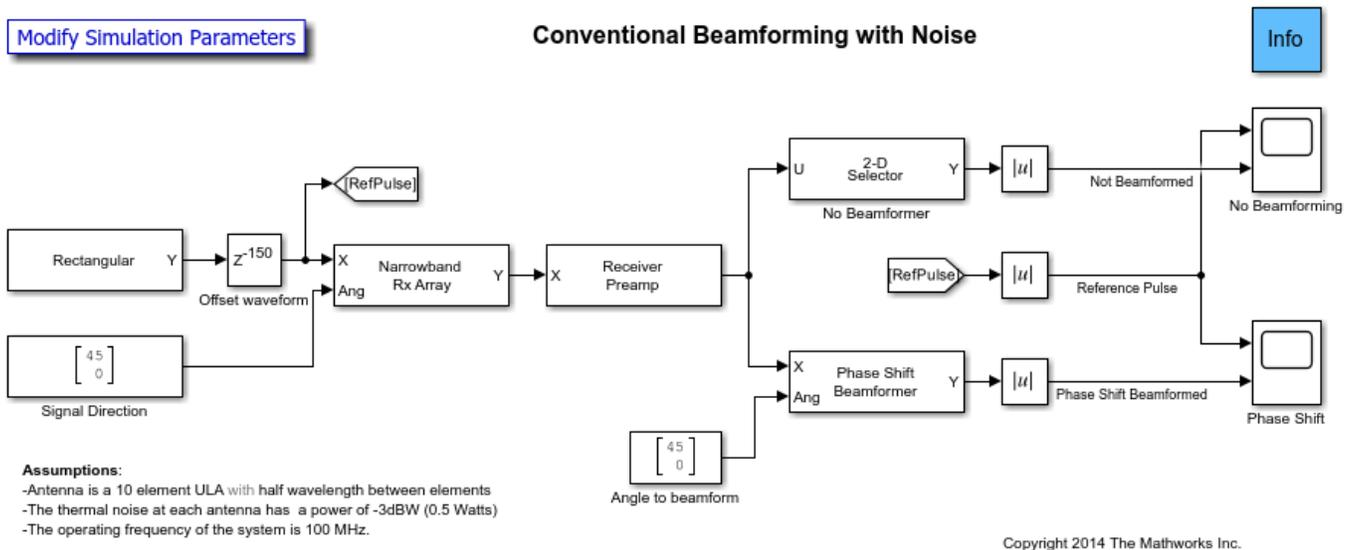 Modify Simulation Parameters
Conventional Beamforming with Noise
Info
[RefPulse]
Rectangular Y
Z-150
Offset waveform
X Ang
Narrowband
Rx Array
Y
X
Receiver
Preamp
U
2-D
Selector
Y
No Beamformer
|u|
Not Beamformed
No Beamforming
[RefPulse]
|u|
Reference Pulse
45
0
Signal Direction
X
Ang
Phase Shift
Beamformer
Y
|u|
Phase Shift Beamformed
Phase Shift
45
0
Angle to beamform
Assumptions:
-Antenna is a 10 element ULA with half wavelength between elements
-The thermal noise at each antenna has a power of -3dBW (0.5 Watts)
-The operating frequency of the system is 100 MHz.
Copyright 2014 The Mathworks Inc.